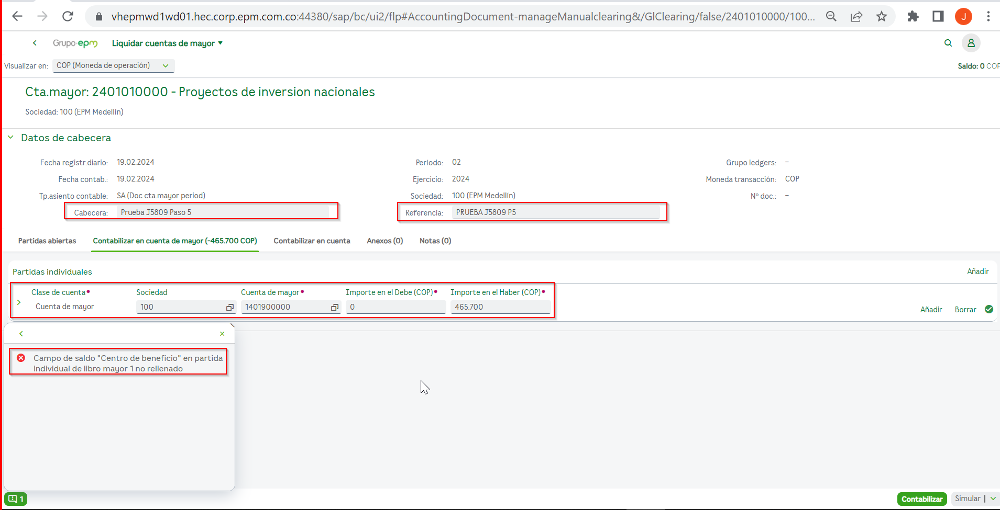 vhepmwd1wd01.hec.corp.epm.com.co:44380/sap/bc/ui2/flp#AccountingDocument-manageManualclearing&/GlClearing/false/2401010000/100...
J
Grupo·epm
Liquidar cuentas de mayor
Visualizar en: COP (Moneda de operación)
Saldo: 0 COP
Cta.mayor: 2401010000 - Proyectos de inversion nacionales
Sociedad: 100 (EPM Medellín)
Datos de cabecera
Fecha registr.diario: 19.02.2024
Período: 02
Grupo ledgers: –
Fecha contab.: 19.02.2024
Ejercicio: 2024
Moneda transacción: COP
Tp.asiento contable: SA (Doc cta.mayor period)
Sociedad: 100 (EPM Medellín)
Nº doc.: –
Cabecera: Prueba J5809 Paso 5
Referencia: PRUEBA J5809 P5
Partidas abiertas
Contabilizar en cuenta de mayor (-465.700 COP)
Contabilizar en cuenta
Anexos (0)
Notas (0)
Partidas individuales
Añadir
Clase de cuenta
Sociedad
Cuenta de mayor
Importe en el Debe (COP)
Importe en el Haber (COP)
Cuenta de mayor
100
1401900000
0
465.700
Añadir
Borrar
Campo de saldo "Centro de beneficio" en partida
individual de libro mayor 1 no rellenado
1
Contabilizar
Simular